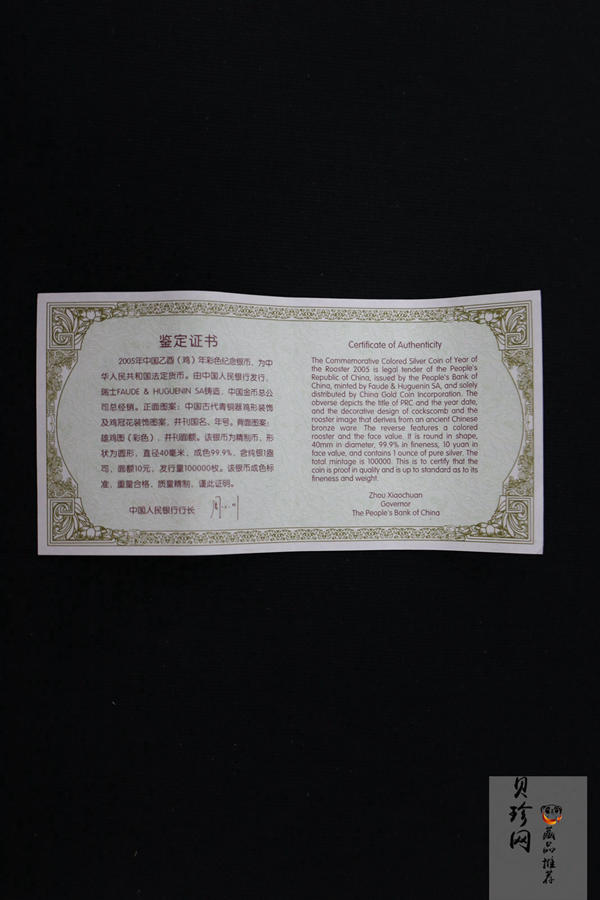 鉴定证书
2005年中国乙酉（鸡）年彩色纪念银币，为中
华人民共和国法定货币。由中国人民银行发行，
瑞士FAUDE & HUGUENIN SA铸造，中国金币总公
司总经销。正面图案：中国古代青铜器鸡形装饰
及鸡冠花装饰图案，并刊国名、年号。背面图案：
雄鸡图（彩色），并刊面额。该银币为精制币，形
状为圆形，直径40毫米，成色99.9%，含纯银1盎
司，面额10元，发行量100000枚。该银币成色标
准，重量合格，质量精制，谨此证明。
中国人民银行行长
Certificate of Authenticity
The Commemorative Colored Silver Coin of Year of
the Roaster 2005 is legal tender of the People's
Republic of China, issued by the People's Bank of
China, minted by Faude & Huguenin SA, and solely
distributed by China Gold Coin Incorporation. The
obverse depicts the title of PRC and the year date,
and the decorative design of cockscomb and the
rooster image that derives from an ancient Chinese
bronze ware. The reverse features a colored
rooster and the face value. It is round in shape,
40mm in diameter, 99.9% in fineness, 10 yuan in
face value, and contains 1 ounce of pure silver. The
total mintage is 100000. This is to certify that the
coin is proof in quality and is up to standard as to its
fineness and weight.
Zhou Xiaochuan
Governor
The People's Bank of China
贝珍网
藏品推荐